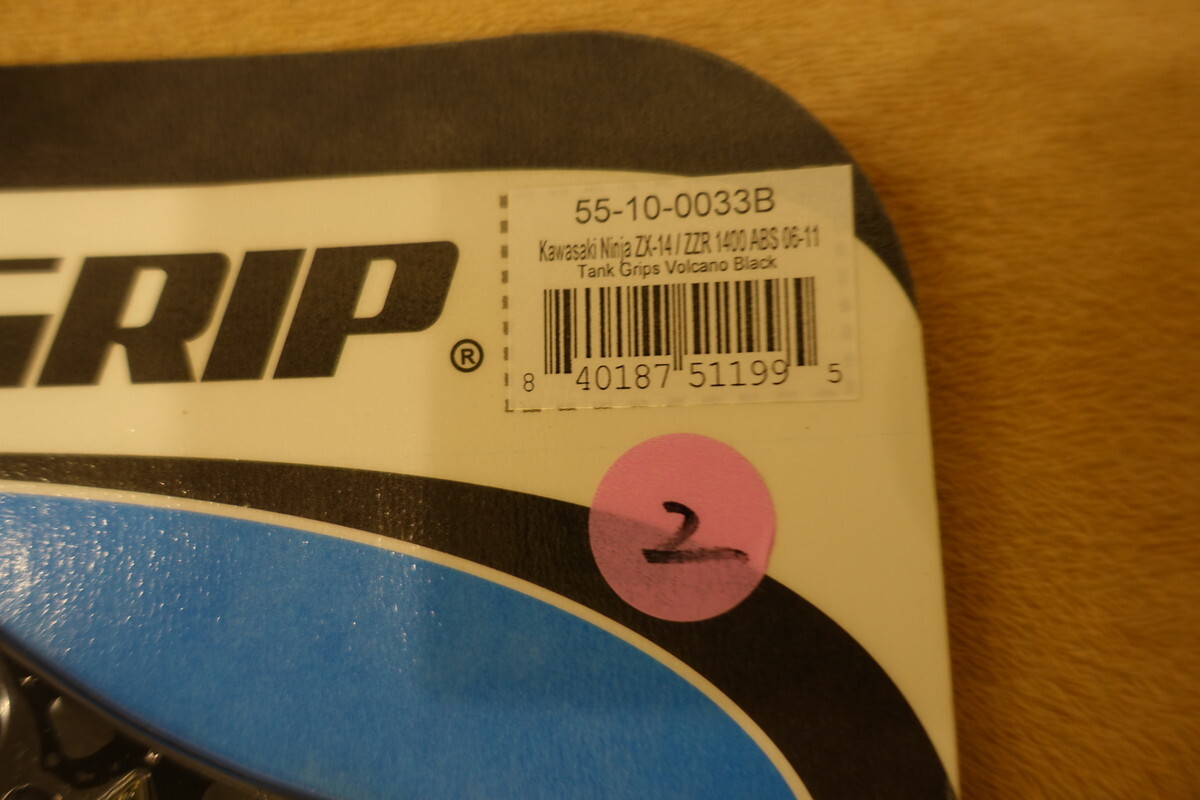 GRIP®
55-10-0033B
Kawasaki Ninja ZX-14 / ZZR 1400 ABS 06-11
Tank Grips Volcano Black
8 40187 51199 5
2